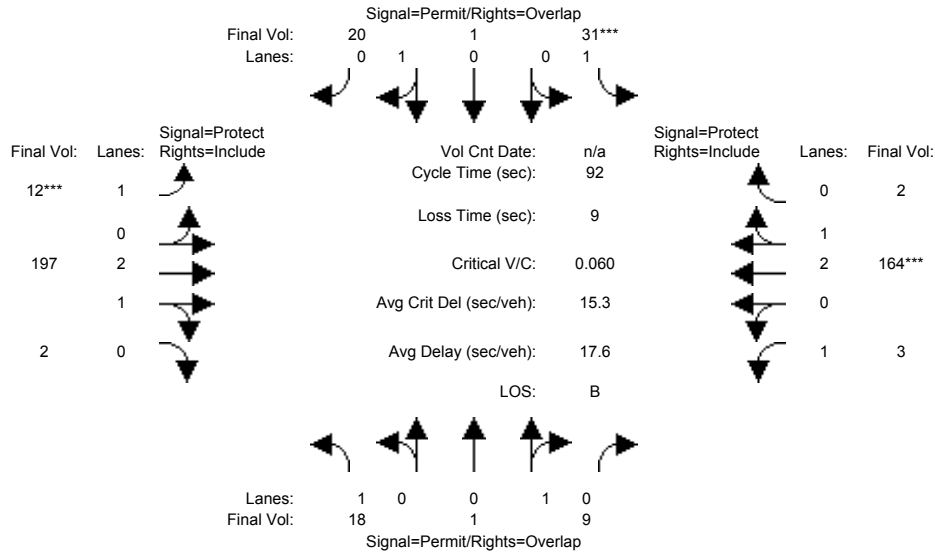 Signal=Permit/Rights=Overlap
Final Vol: 20 1 31***
Lanes: 0 1 0 0 1
Signal=Protect Signal=Protect
Final Vol: Lanes: Rights=Include Vol Cnt Date: n/a Rights=Include Lanes: Final Vol:
Cycle Time (sec): 92
12*** 1 0 2
Loss Time (sec): 9
0 1
197 2 Critical V/C: 0.060 2 164***
1 Avg Crit Del (sec/veh): 15.3 0
2 0 Avg Delay (sec/veh): 17.6 1 3
LOS: B
Lanes: 1 0 0 1 0
Final Vol: 18 1 9
Signal=Permit/Rights=Overlap